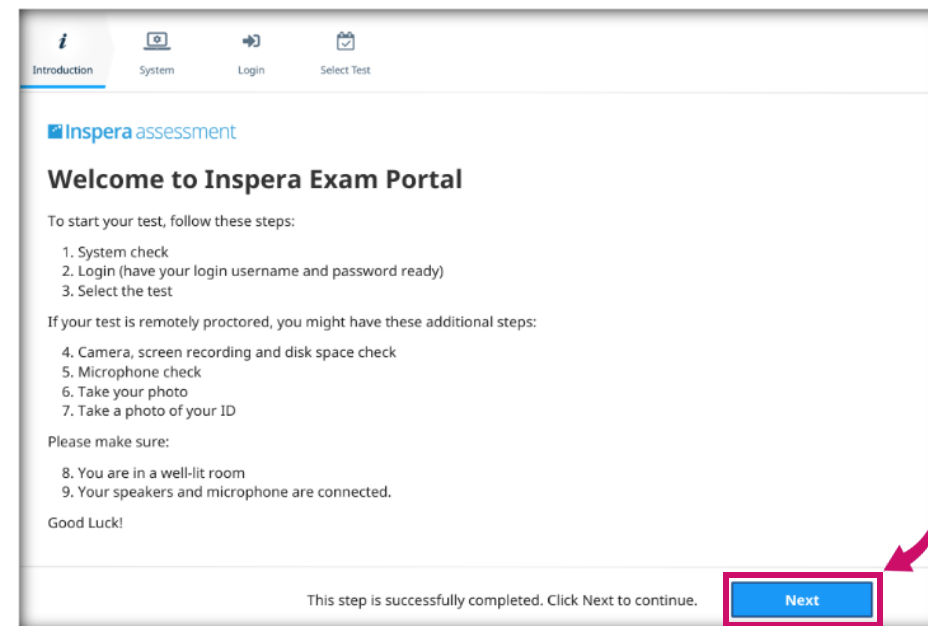 Introduction
System
Login
Select Test
Inspera assessment
Welcome to Inspera Exam Portal
To start your test, follow these steps:
1. System check
2. Login (have your login username and password ready)
3. Select the test
If your test is remotely proctored, you might have these additional steps:
4. Camera, screen recording and disk space check
5. Microphone check
6. Take your photo
7. Take a photo of your ID
Please make sure:
8. You are in a well-lit room
9. Your speakers and microphone are connected.
Good Luck!
This step is successfully completed. Click Next to continue.
Next